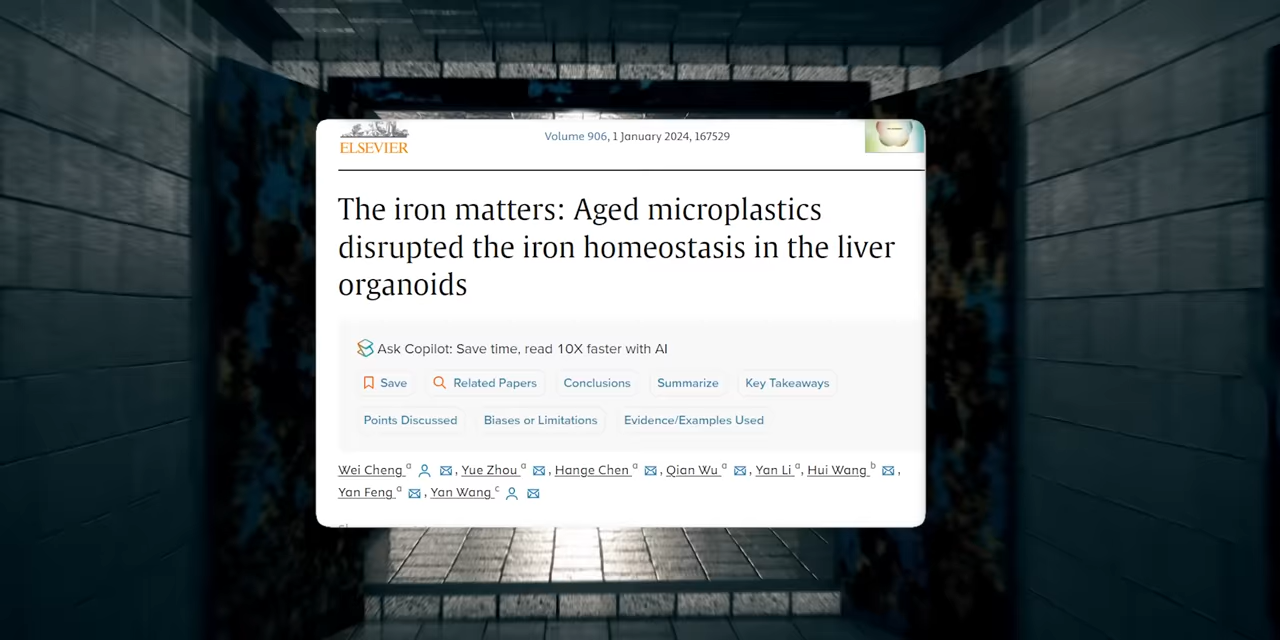 ELSEVIER
Volume 906, 1 January 2024, 167529
The iron matters: Aged microplastics
disrupted the iron homeostasis in the liver
organoids
Ask Copilot: Save time, read 10X faster with AI
Save Related Papers Conclusions Summarize Key Takeaways
Points Discussed Biases or Limitations Evidence/Examples Used
Wei Cheng a, Yue Zhou a, Hange Chen a, Qian Wu a, Yan Li a, Hui Wang b,
Yan Feng a, Yan Wang c